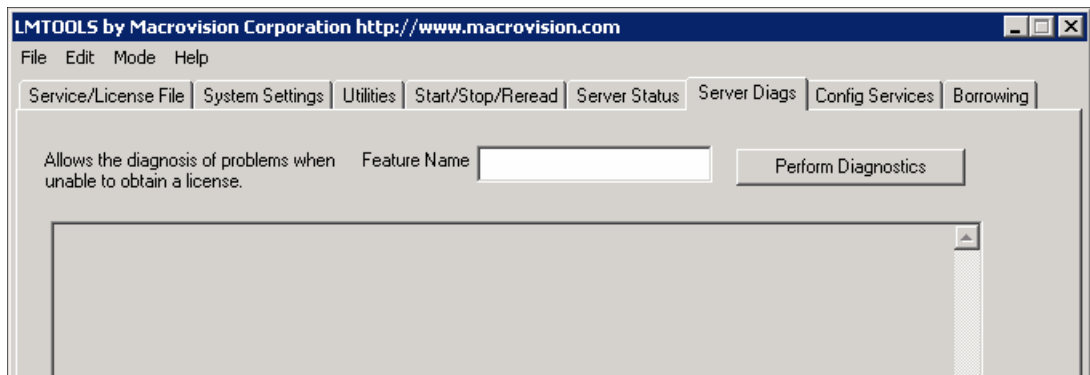 LMTOOLS by Macrovision Corporation http://www.macrovision.com
File Edit Mode Help
Service/License File System Settings Utilities Start/Stop/Reread Server Status Server Diags Config Services Borrowing
Allows the diagnosis of problems when
unable to obtain a license.
Feature Name
Perform Diagnostics